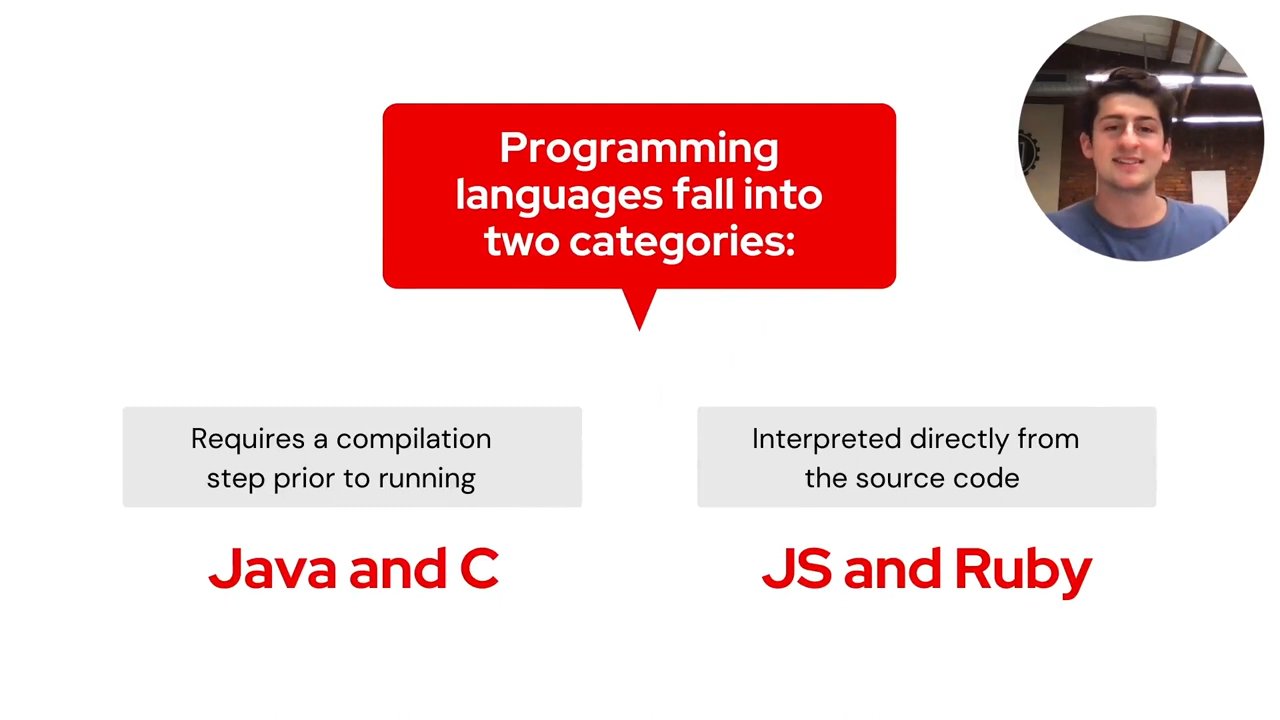 Programming
languages fall into
two categories:
Requires a compilation
step prior to running
Interpreted directly from
the source code
Java and C
JS and Ruby